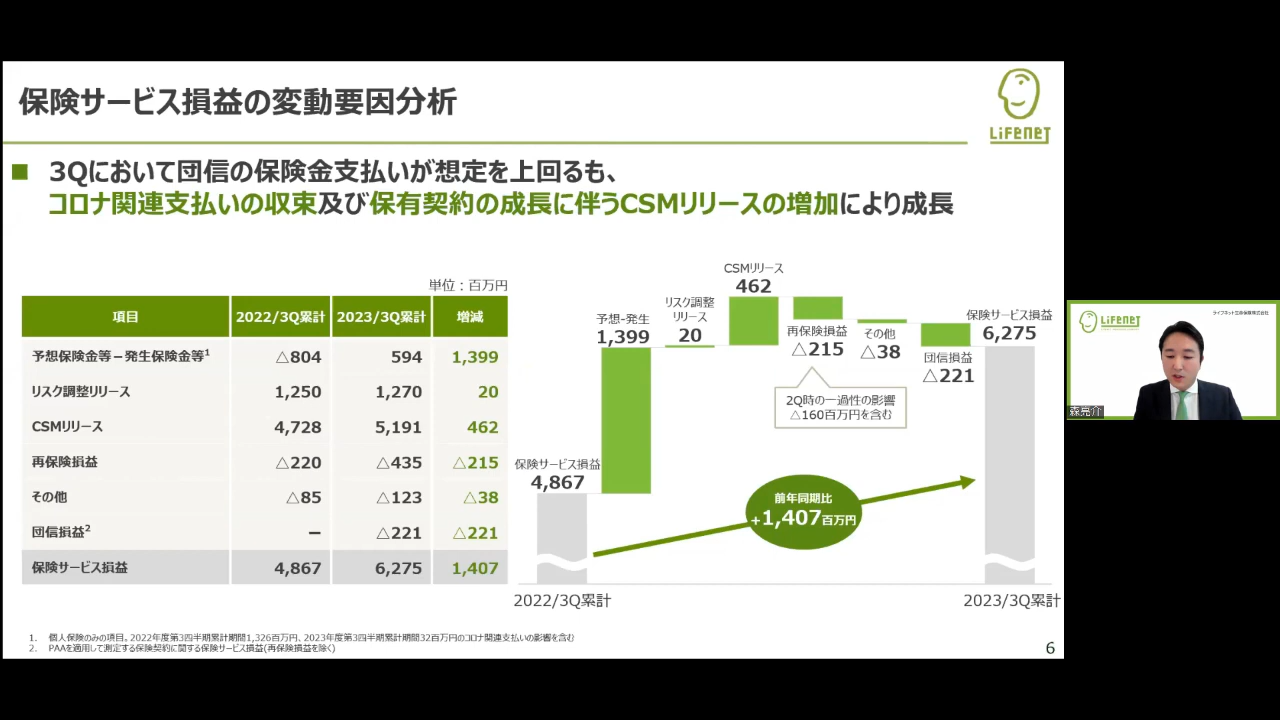 保険サービス損益の変動要因分析
LIFENET
■ 3Qにおいて団信の保険金支払いが想定を上回るも、
コロナ関連支払いの収束及び保有契約の成長に伴うCSMリリースの増加により成長
単位：百万円
項目 2022/3Q累計 2023/3Q累計 増減
予想保険金等－発生保険金等1 △804 594 1,399
リスク調整リリース 1,250 1,270 20
CSMリリース 4,728 5,191 462
再保険損益 △220 △435 △215
その他 △85 △123 △38
団信損益2 － △221 △221
保険サービス損益 4,867 6,275 1,407
保険サービス損益
4,867
予想-発生
1,399
リスク調整
リリース
20
CSMリリース
462
再保険損益
△215
その他
△38
団信損益
△221
保険サービス損益
6,275
2Q時の一過性の影響
△160百万円を含む
前年同期比
+1,407百万円
2022/3Q累計
2023/3Q累計
1. 個人保険のみの項目。2022年度第3四半期累計期間1,326百万円、2023年度第3四半期累計期間32百万円のコロナ関連支払いの影響を含む
2. PAAを適用して測定する保険契約に関する保険サービス損益(再保険損益を除く)
6
LIFENET
ライフネット生命保険株式会社
森亮介